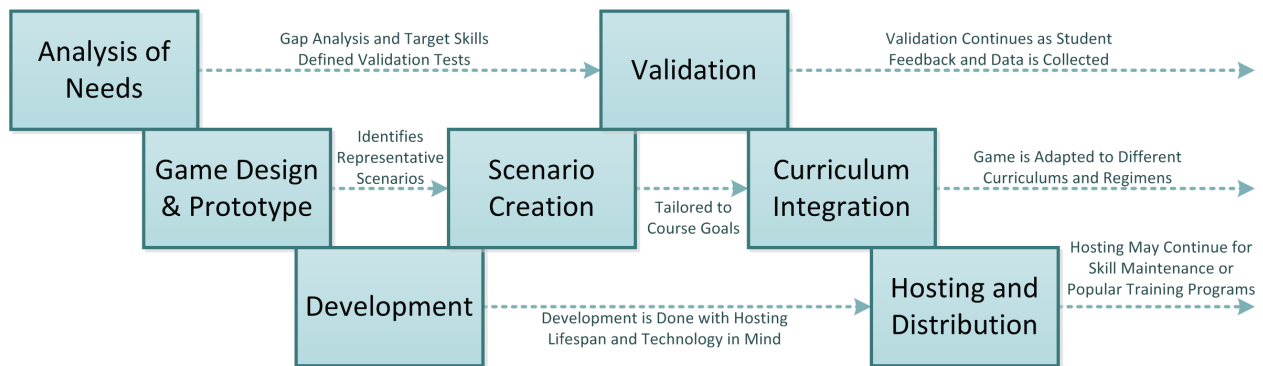 Analysis of
Needs
Gap Analysis and Target Skills
Defined Validation Tests
Validation
Validation Continues as Student
Feedback and Data is Collected
Game Design
& Prototype
Identifies
Representative
Scenarios
Scenario
Creation
Tailored to
Course Goals
Curriculum
Integration
Game is Adapted to Different
Curriculums and Regimens
Development
Development is Done with Hosting
Lifespan and Technology in Mind
Hosting and
Distribution
Hosting May Continue for
Skill Maintenance or
Popular Training Programs